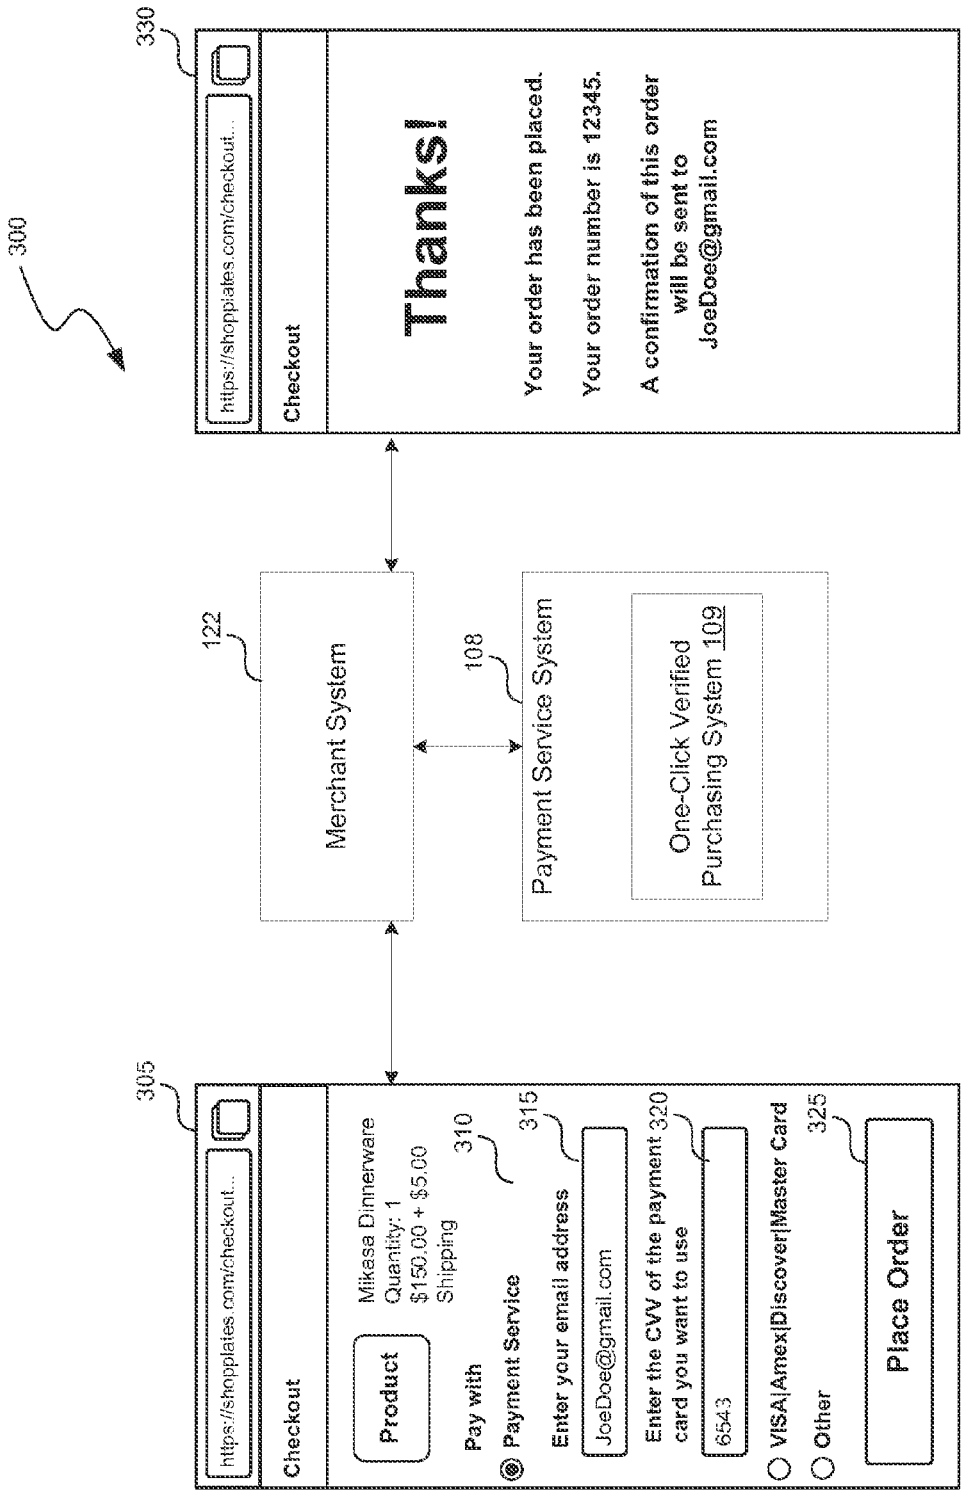 300
305
https://shopplates.com/checkout...
Checkout
Product
Mikasa Dinnerware
Quantity: 1
$150.00 + $5.00
Shipping
Pay with
310
Payment Service
Enter your email address
315
JoeDoe@gmail.com
Enter the CVV of the payment
card you want to use
320
6543
VISA|Amex|Discover|Master Card
Other
325
Place Order
122
Merchant System
108
Payment Service System
One-Click Verified
Purchasing System 109
330
https://shopplates.com/checkout...
Checkout
Thanks!
Your order has been placed.
Your order number is 12345.
A confirmation of this order
will be sent to
JoeDoe@gmail.com